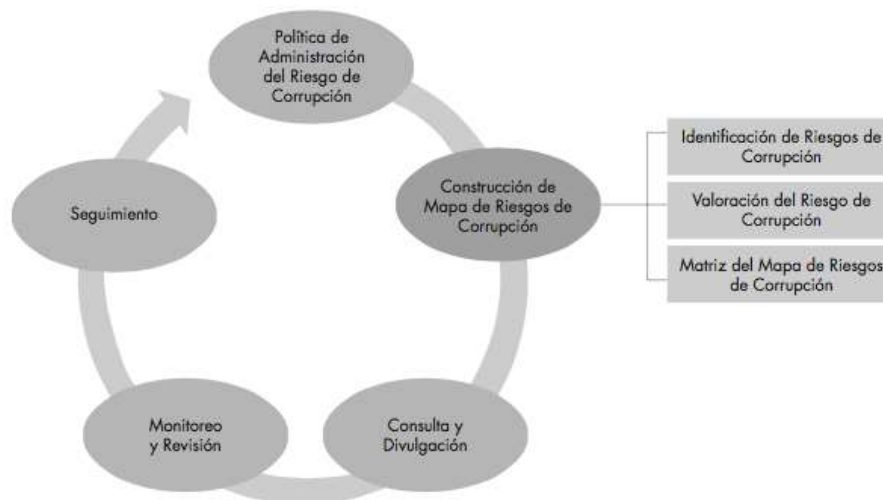 Política de
Administración
del Riesgo de
Corrupción
Construcción de
Mapa de Riesgos de
Corrupción
Identificación de Riesgos de
Corrupción
Valoración del Riesgo de
Corrupción
Matriz del Mapa de Riesgos
de Corrupción
Consulta y
Divulgación
Monitoreo
y Revisión
Seguimiento